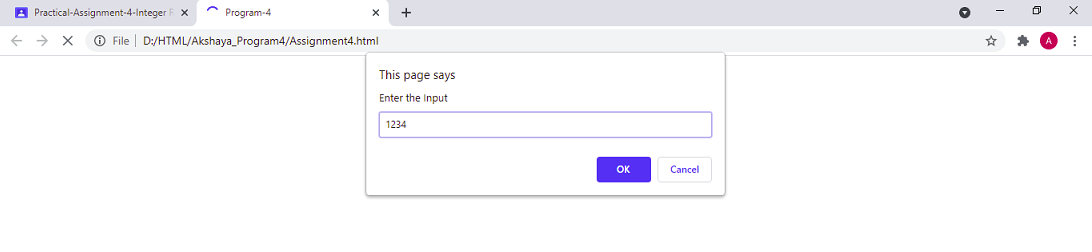 Practical-Assignment-4-Integer
Program-4
File
D:/HTML/Akshaya_Program4/Assignment4.html
A
This page says
Enter the Input
1234
OK
Cancel